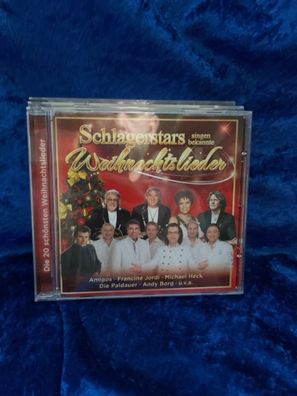 Schlagerstars singen
bekannte
Weihnachtslieder
Amigos · Francine Jordi · Michael Heck
Die Paldauer · Andy Borg · u.v.a.
Die 20 schönsten Weihnachtslieder